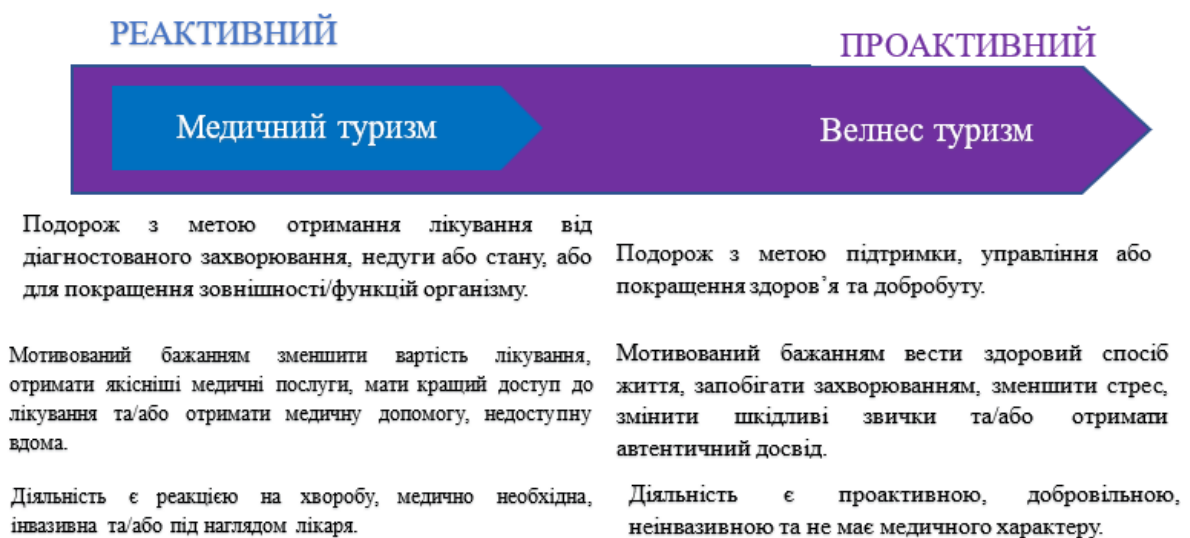 РЕАКТИВНИЙ
ПРОАКТИВНИЙ
Медичний туризм
Велнес туризм
Подорож з метою отримання лікування від
діагностованого захворювання, недуги або стану, або
для покращення зовнішності/функцій організму.
Мотивований бажанням зменшити вартість лікування,
отримати якісніші медичні послуги, мати кращий доступ до
лікування та/або отримати медичну допомогу, недоступну
вдома.
Діяльність є реакцією на хворобу, медично необхідна,
інвазивна та/або під наглядом лікаря.
Подорож з метою підтримки, управління або
покращення здоров’я та добробуту.
Мотивований бажанням вести здоровий спосіб
життя, запобігати захворюванням, зменшити стрес,
змінити шкідливі звички та/або отримати
автентичний досвід.
Діяльність є проактивною, добровільною,
неінвазивною та не має медичного характеру.